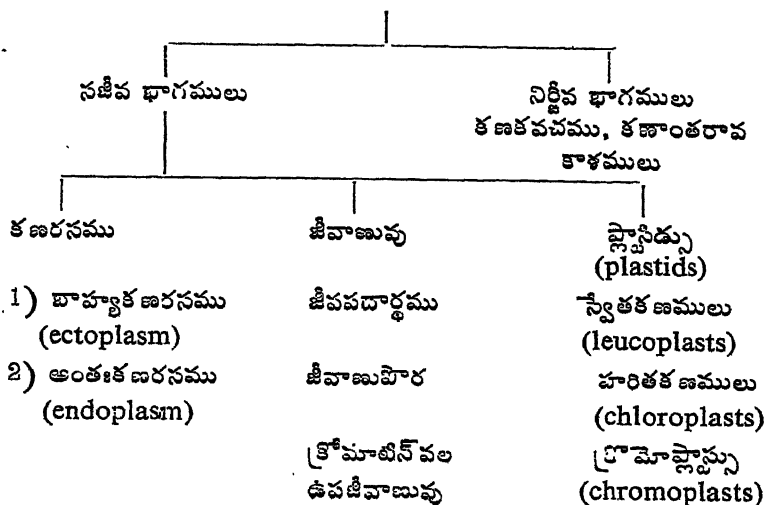 సజీవ భాగములు
నిర్జీవ భాగములు
కణకవచము, కణాంతరావ
కాశములు
కణరసము
జీవాణువు
ప్లాస్టిడ్సు
(plastids)
1) బాహ్యకణరసము
(ectoplasm)
జీవపదార్థము
స్వేతకణములు
(leucoplasts)
2) అంతఃకణరసము
(endoplasm)
జీవాణుపొర
హరితకణములు
(chloroplasts)
క్రోమాటిన్ వల
ఉపజీవాణువు
క్రొమోప్లాస్టు్సు
(chromoplasts)